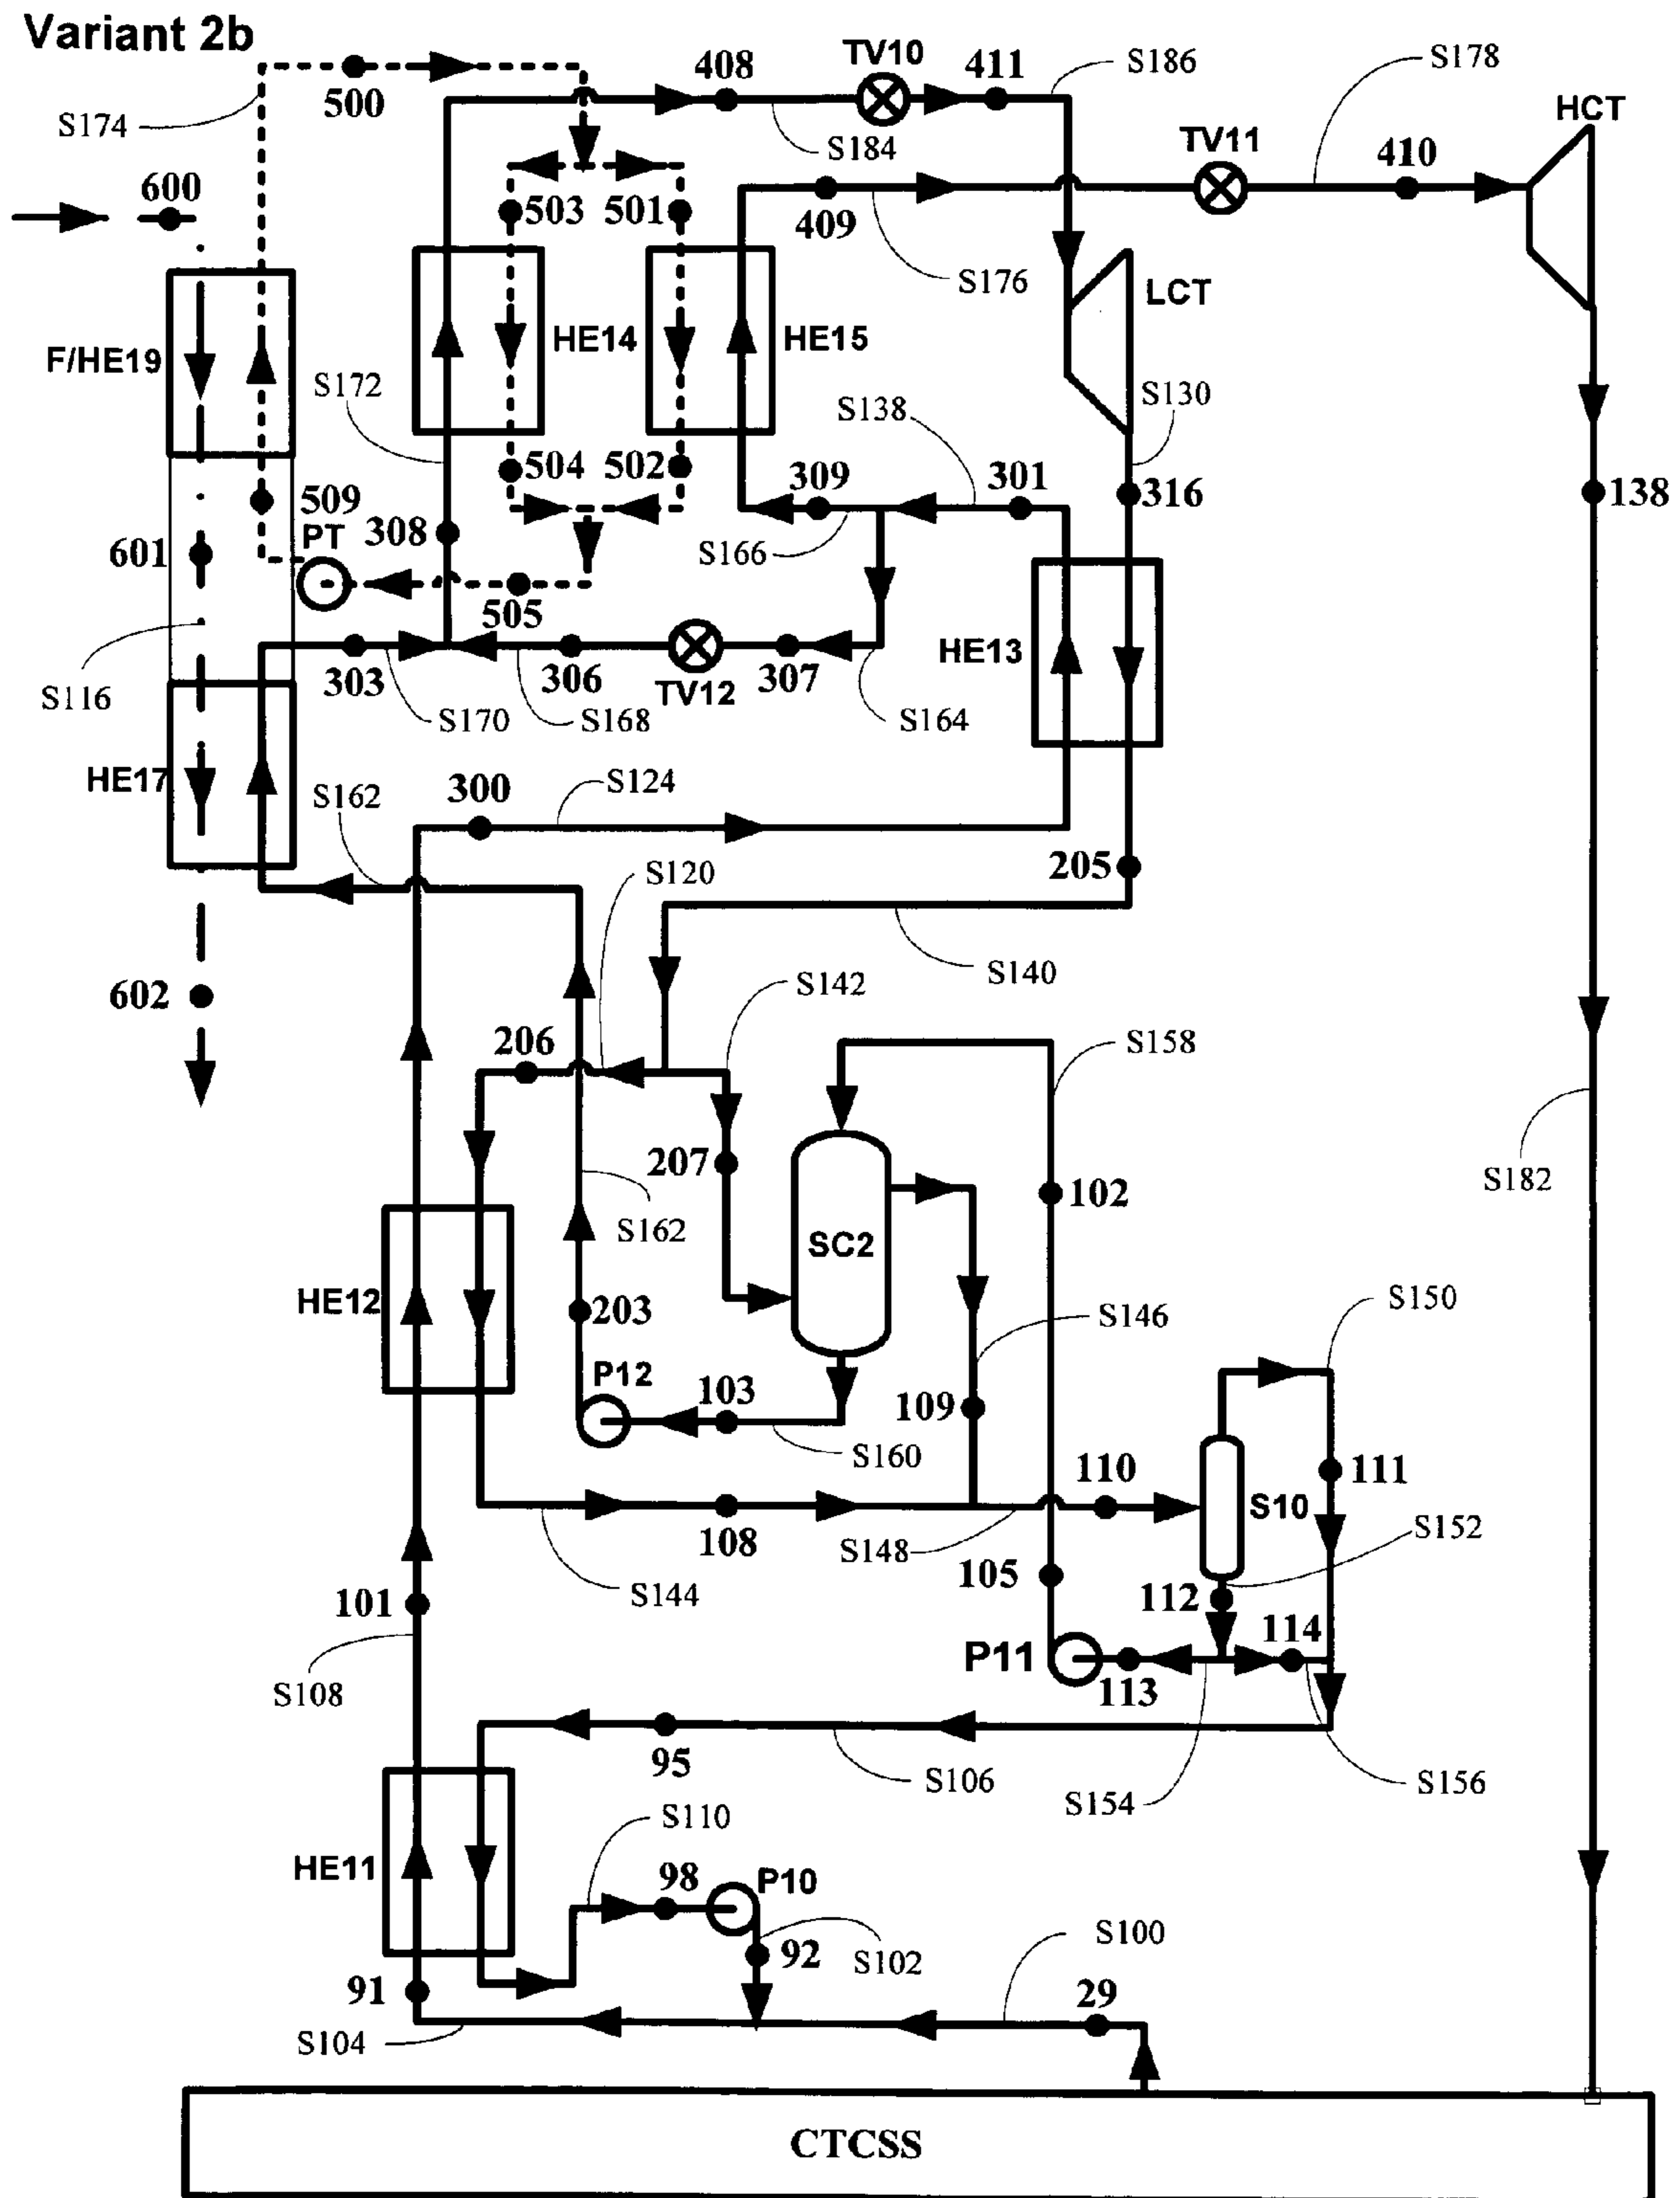 Variant 2b
TV10
408
411
S186
S178
500
HCT
S174
S184
TV11
410
600
503
501
409
S176
LCT
F/HE19
HE14
HE15
S172
S138
S130
504
502
309
301
316
138
509
PT
308
601
S166
505
HE13
303
306
TV12
307
S116
S170
S168
S164
HE17
S162
300
S124
205
S120
S140
602
S142
206
S158
207
102
S182
S162
SC2
HE12
203
S146
S150
P12
103
109
S160
110
111
S10
108
S148
S152
S144
105
112
101
114
P11
113
S108
95
S106
S154
S156
S110
HE11
98
P10
S100
92
S102
91
29
S104
CTCSS